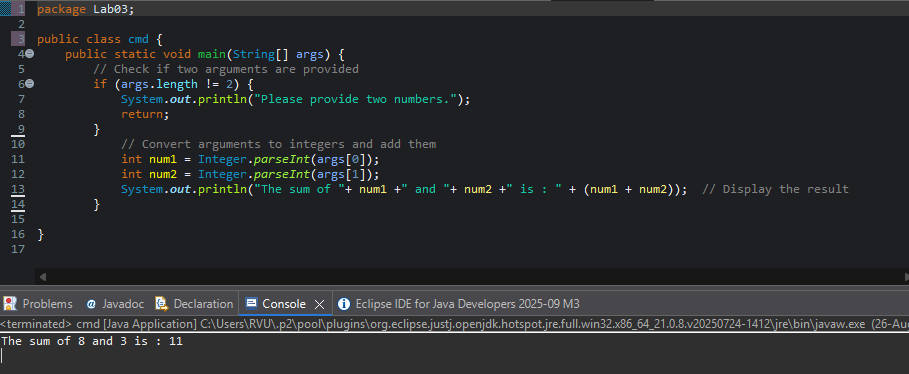 1 package Lab03;
2
3 public class cmd {
4 public static void main(String[] args) {
5 // Check if two arguments are provided
6 if (args.length != 2) {
7 System.out.println("Please provide two numbers.");
8 return;
9 }
10 // Convert arguments to integers and add them
11 int num1 = Integer.parseInt(args[0]);
12 int num2 = Integer.parseInt(args[1]);
13 System.out.println("The sum of "+ num1 +" and "+ num2 +" is : " + (num1 + num2)); // Display the result
14 }
15
16 }
17
Problems Javadoc Declaration Console Eclipse IDE for Java Developers 2025-09 M3
<terminated> cmd [Java Application] C:\Users\RVU\.p2\pool\plugins\org.eclipse.justj.openjdk.hotspot.jre.full.win32.x86_64_21.0.8.v20250724-1412\jre\bin\javaw.exe (26-Au
The sum of 8 and 3 is : 11